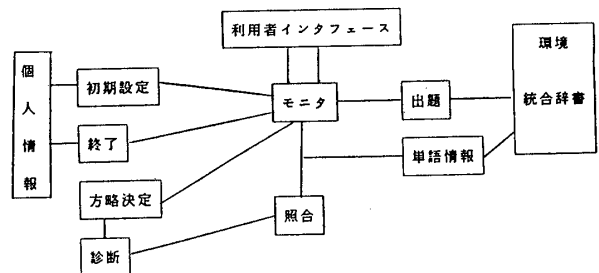 利用者インタフェース
環境
統合辞書
個人情報
初期設定
モニタ
出題
終了
単語情報
方略決定
照合
診断